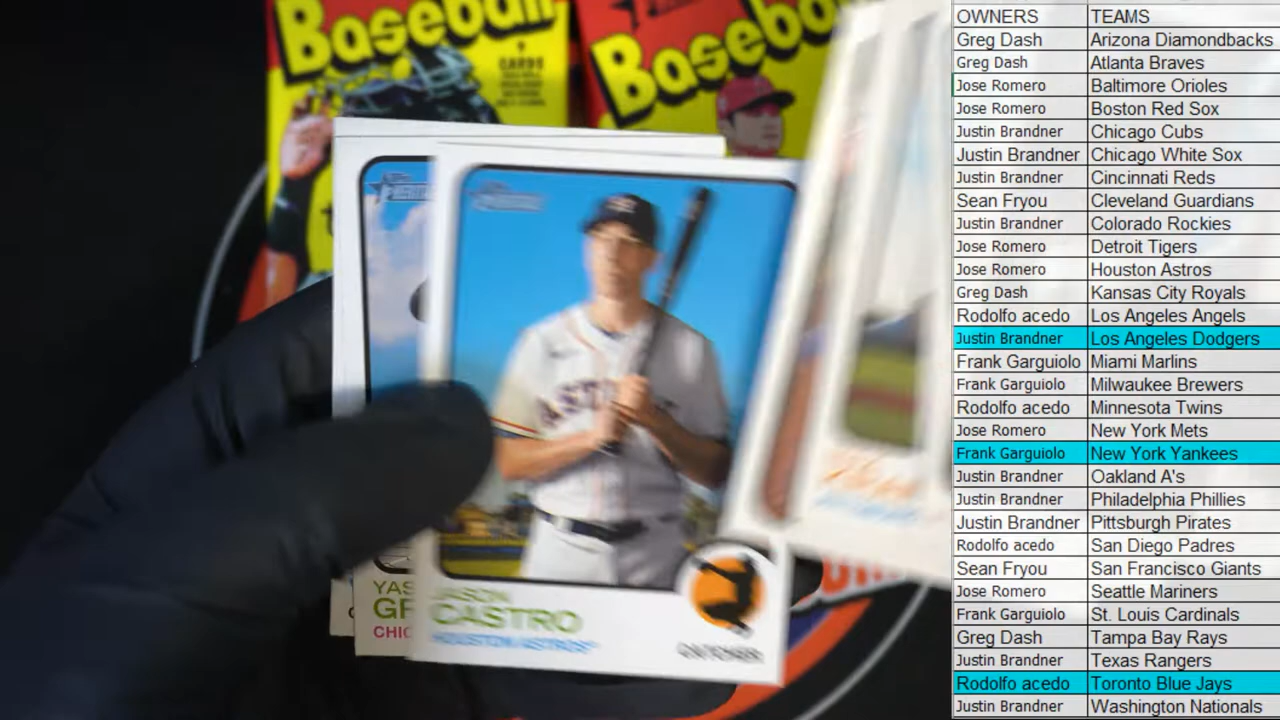 Baseball
Baseba
CARDS
YAS
GR
CHIC
CASTRO
HOUSTON ASTROS
CATCHER
OWNERS TEAMS
Greg Dash Arizona Diamondbacks
Greg Dash Atlanta Braves
Jose Romero Baltimore Orioles
Jose Romero Boston Red Sox
Justin Brandner Chicago Cubs
Justin Brandner Chicago White Sox
Justin Brandner Cincinnati Reds
Sean Fryou Cleveland Guardians
Justin Brandner Colorado Rockies
Jose Romero Detroit Tigers
Jose Romero Houston Astros
Greg Dash Kansas City Royals
Rodolfo acedo Los Angeles Angels
Justin Brandner Los Angeles Dodgers
Frank Garguiolo Miami Marlins
Frank Garguiolo Milwaukee Brewers
Rodolfo acedo Minnesota Twins
Jose Romero New York Mets
Frank Garguiolo New York Yankees
Justin Brandner Oakland A's
Justin Brandner Philadelphia Phillies
Justin Brandner Pittsburgh Pirates
Rodolfo acedo San Diego Padres
Sean Fryou San Francisco Giants
Jose Romero Seattle Mariners
Frank Garguiolo St. Louis Cardinals
Greg Dash Tampa Bay Rays
Justin Brandner Texas Rangers
Rodolfo acedo Toronto Blue Jays
Justin Brandner Washington Nationals